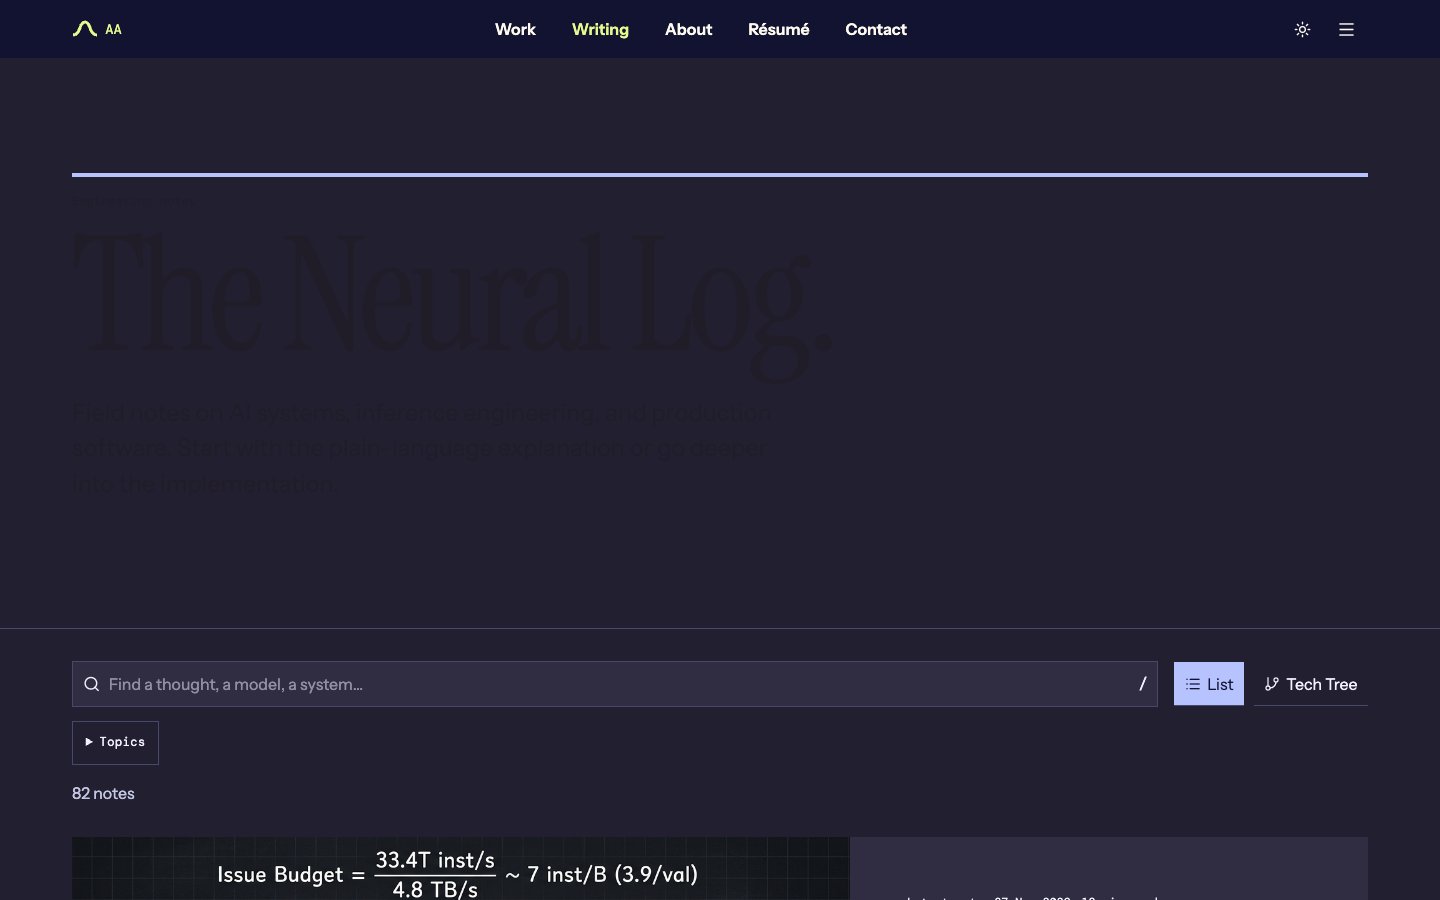 AA
Work
Writing
About
Résumé
Contact
The Neural Log.
Field notes on AI systems, inference engineering, and production
software. Start with the plain-language explanation or go deeper
into the implementation.
Find a thought, a model, a system...
/
List
Tech Tree
Topics
82 notes
Issue Budget = 33.4T inst/s / 4.8 TB/s ~ 7 inst/B (3.9/val)